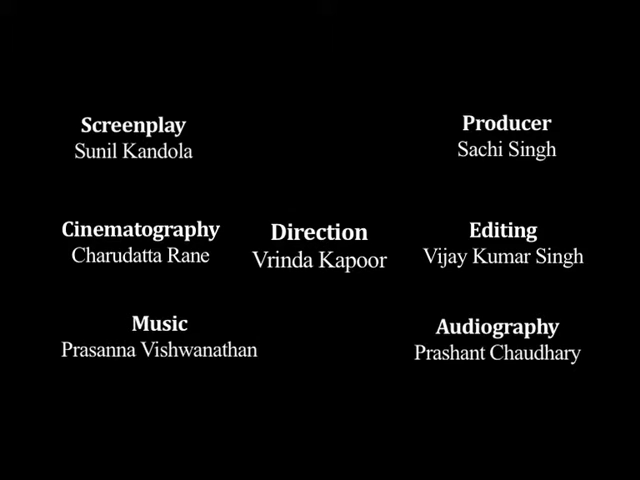 Screenplay
Sunil Kandola
Producer
Sachi Singh
Cinematography
Charudatta Rane
Direction
Vrinda Kapoor
Editing
Vijay Kumar Singh
Music
Prasanna Vishwanathan
Audiography
Prashant Chaudhary